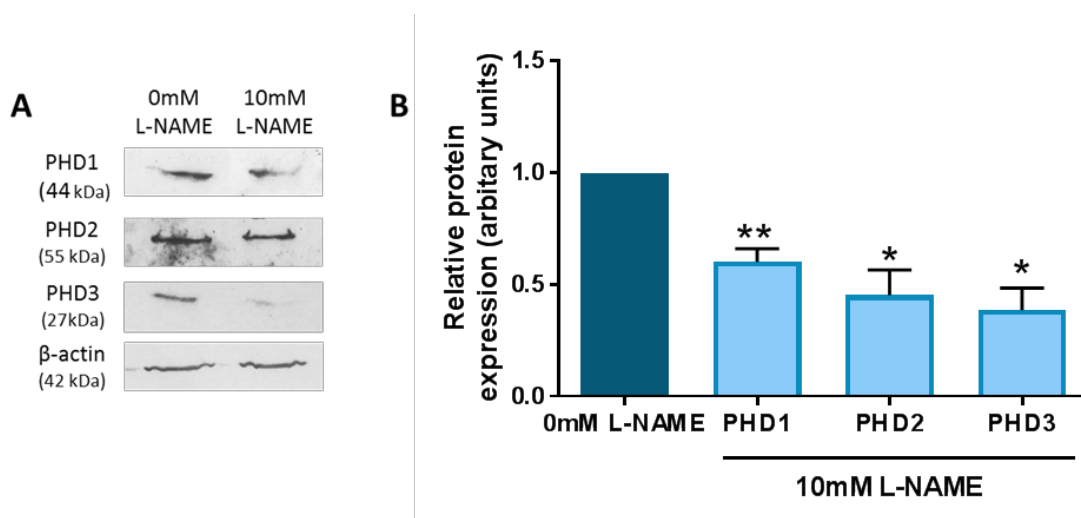 A
0mM
L-NAME
10mM
L-NAME
PHD1
(44 kDa)
PHD2
(55 kDa)
PHD3
(27kDa)
β-actin
(42 kDa)
B
Relative protein
expression (arbitary units)
1.5
1.0
0.5
0.0
**
*
*
0mM L-NAME PHD1 PHD2 PHD3
10mM L-NAME